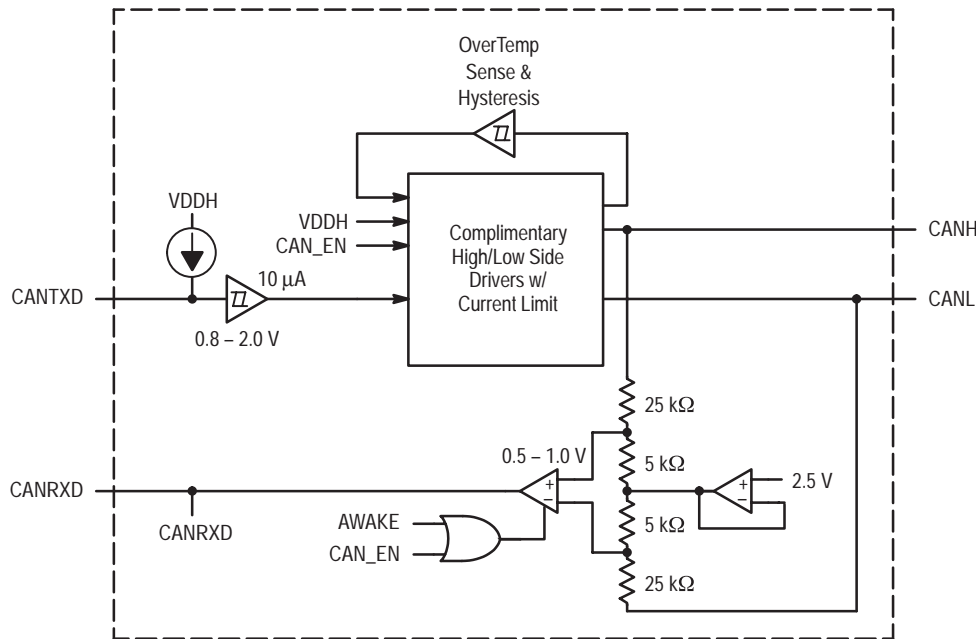 OverTemp
Sense &
Hysteresis
VDDH
VDDH
CAN_EN
Complimentary
High/Low Side
Drivers w/
Current Limit
CANH
CANTXD
10 μA
CANL
0.8 – 2.0 V
25 kΩ
0.5 – 1.0 V
+
–
5 kΩ
+
–
2.5 V
CANRXD
CANRXD
AWAKE
CAN_EN
5 kΩ
25 kΩ